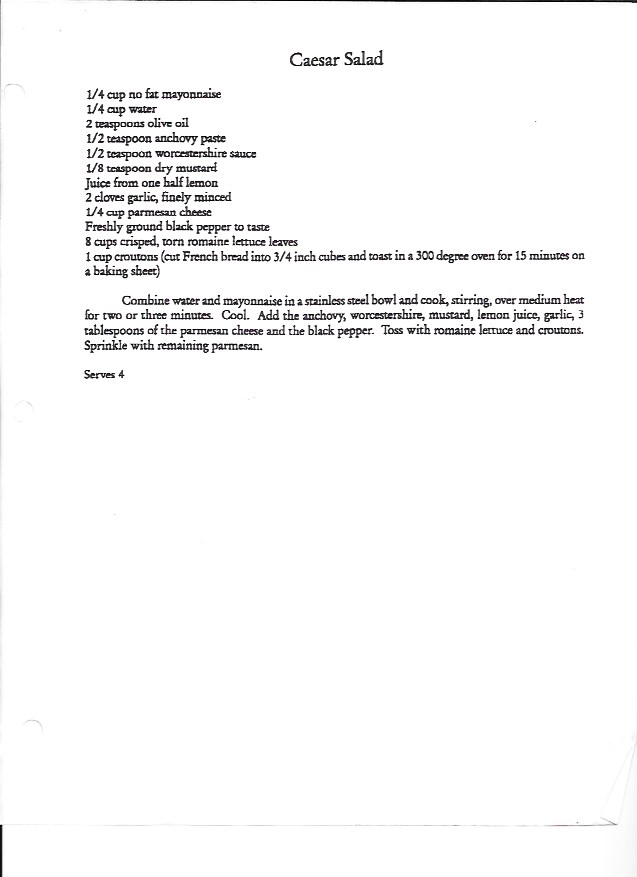 Caesar Salad
1/4 cup no fat mayonnaise
1/4 cup water
2 teaspoons olive oil
1/2 teaspoon anchovy paste
1/2 teaspoon worcestershire sauce
1/8 teaspoon dry mustard
Juice from one half lemon
2 cloves garlic, finely minced
1/4 cup parmesan cheese
Freshly ground black pepper to taste
8 cups crisped, torn romaine lettuce leaves
1 cup croutons (cut French bread into 3/4 inch cubes and toast in a 300 degree oven for 15 minutes on
a baking sheet)
Combine water and mayonnaise in a stainless steel bowl and cook, stirring, over medium heat
for two or three minutes. Cool. Add the anchovy, worcestershire, mustard, lemon juice, garlic, 3
tablespoons of the parmesan cheese and the black pepper. Toss with romaine lettuce and croutons.
Sprinkle with remaining parmesan.
Serves 4